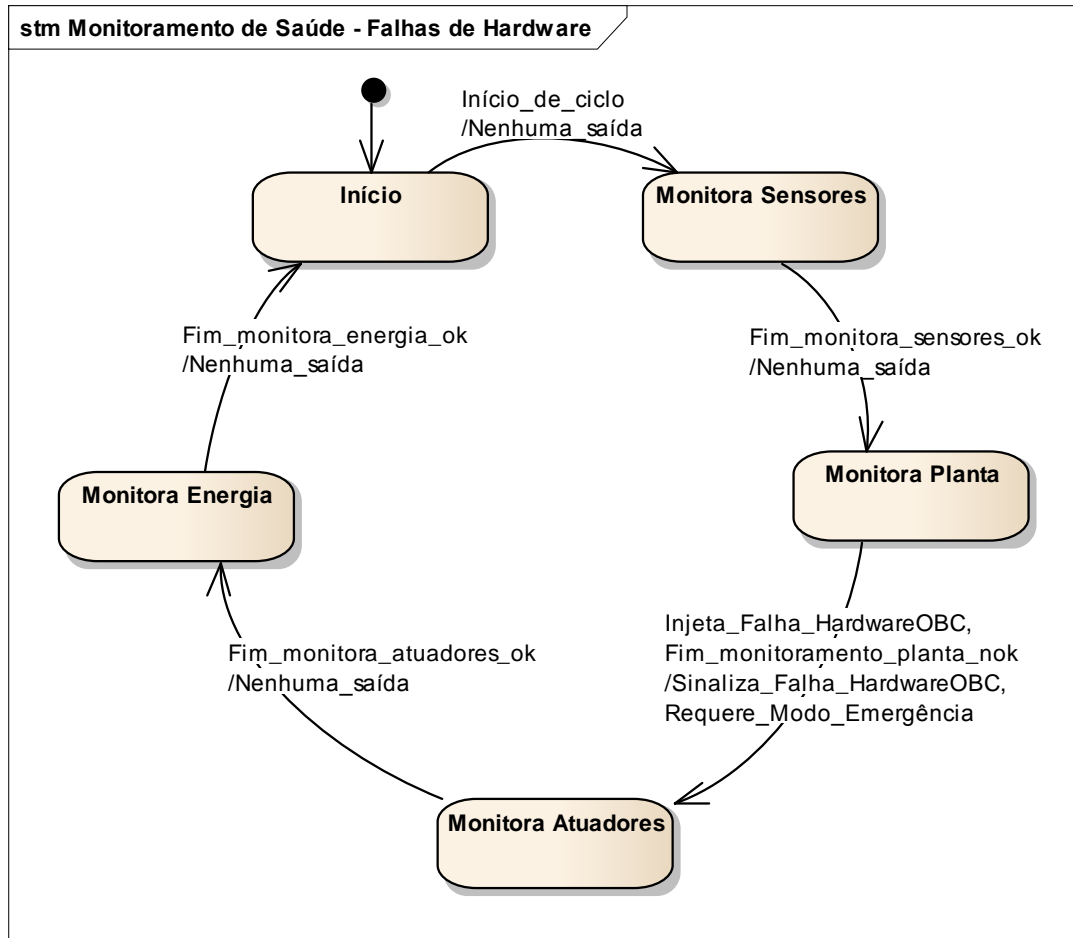 stm Monitoramento de Saúde - Falhas de Hardware
Início_de_ciclo
/Nenhuma_saída
Início
Monitora Sensores
Fim_monitora_energia_ok
/Nenhuma_saída
Fim_monitora_sensores_ok
/Nenhuma_saída
Monitora Energia
Monitora Planta
Injeta_Falha_HardwareOBC,
Fim_monitoramento_planta_nok
/Sinaliza_Falha_HardwareOBC,
Requere_Modo_Emergência
Fim_monitora_atuadores_ok
/Nenhuma_saída
Monitora Atuadores